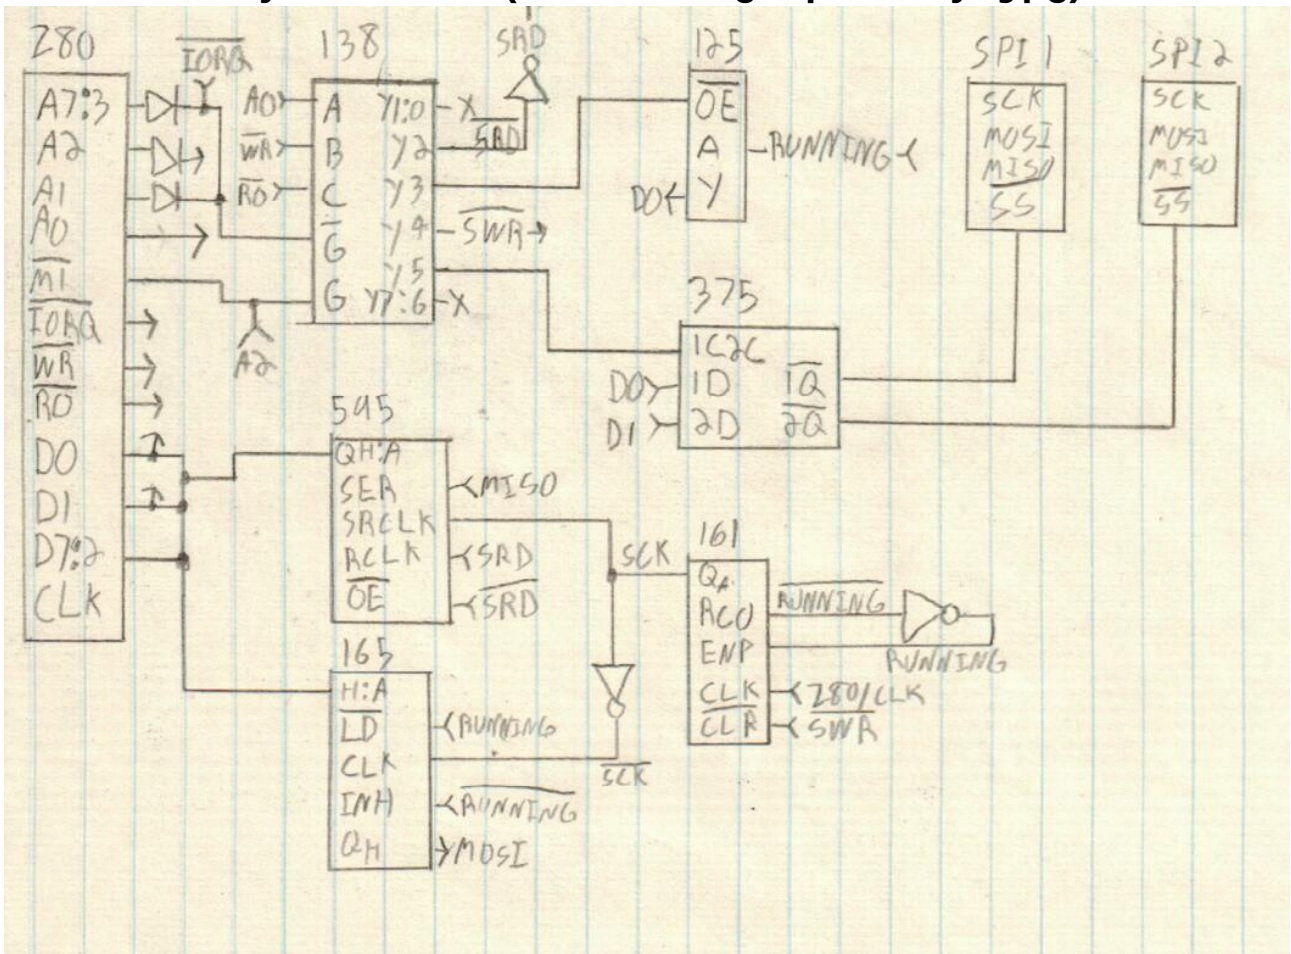 Z80
A7:3
A2
A1
A0
M1
IORQ
WR
RD
D0
D1
D7:2
CLK
IORQ
138
A0
WR
RD
A
B
C
G
G
Y1:0
Y2
Y3
Y4
Y5
Y7:6
X
X
A2
SRD
SRD
SWR
125
OE
A
Y
RUNNING
D0
SPI 1
SCK
MOSI
MISO
SS
SPI 2
SCK
MOSI
MISO
SS
375
1C2C
1D
2D
1Q
2Q
D0
D1
595
QH:A
SER
SRCLK
RCLK
OE
MISO
SRD
SRD
SCK
161
QA
RCO
ENP
CLK
CLR
RUNNING
RUNNING
Z80/CLK
SWR
165
H:A
LD
CLK
INH
QH
RUNNING
SCK
RUNNING
MOSI